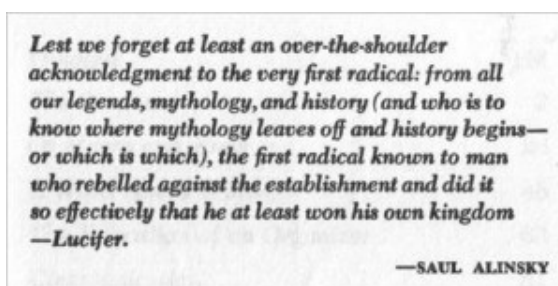 Lest we forget at least an over-the-shoulder
acknowledgment to the very first radical: from all
our legends, mythology, and history (and who is to
know where mythology leaves off and history begins—
or which is which), the first radical known to man
who rebelled against the establishment and did it
so effectively that he at least won his own kingdom
—Lucifer.
—SAUL ALINSKY